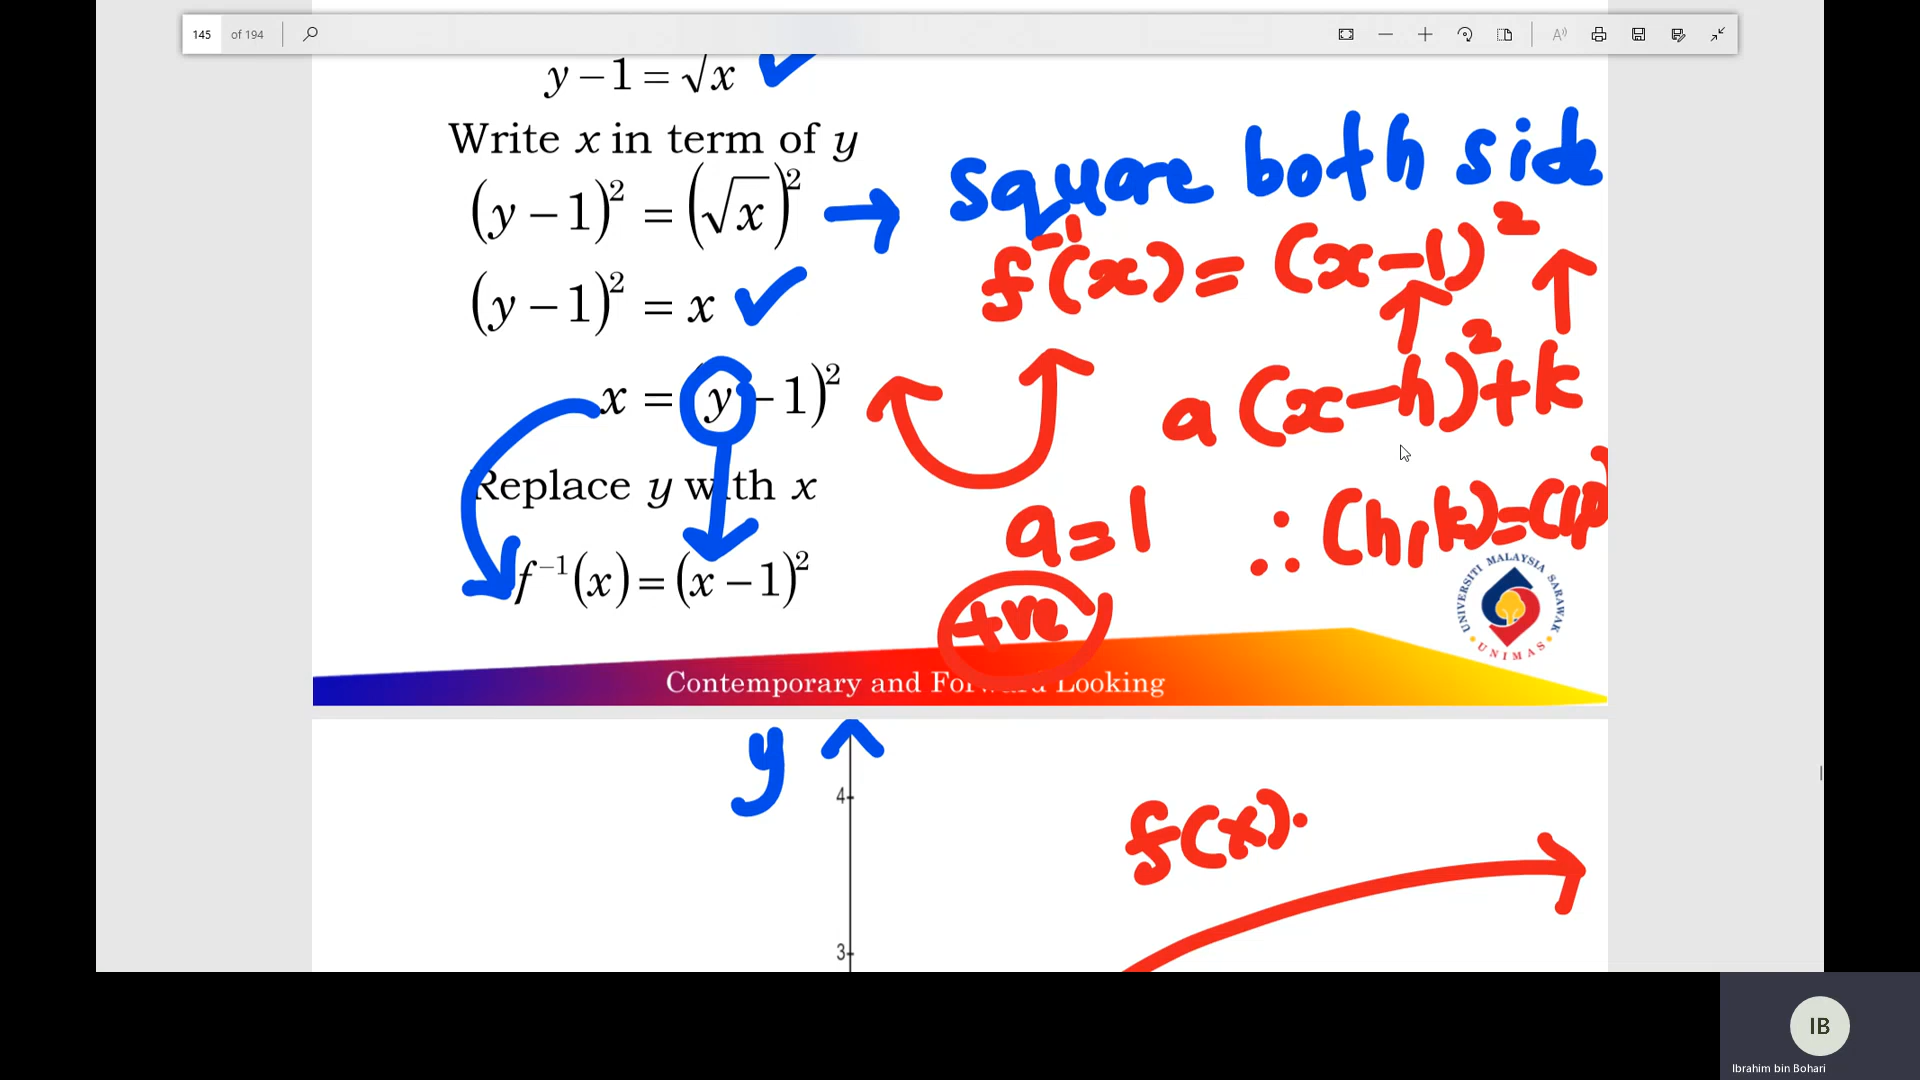 145 of 194
y – 1 = √x
Write x in term of y
(y – 1)² = (√x)² → square both side
(y – 1)² = x
f⁻¹(x) = (x – 1)²
x = (y – 1)²
a(x – h)² + k
Replace y with x
a = 1
∴ (h, k) = (1,
f⁻¹(x) = (x – 1)²
+ve
UNIVERSITI MALAYSIA SARAWAK
UNIMAS
Contemporary and Forward Looking
y
4
f(x).
3
IB
Ibrahim bin Bohari